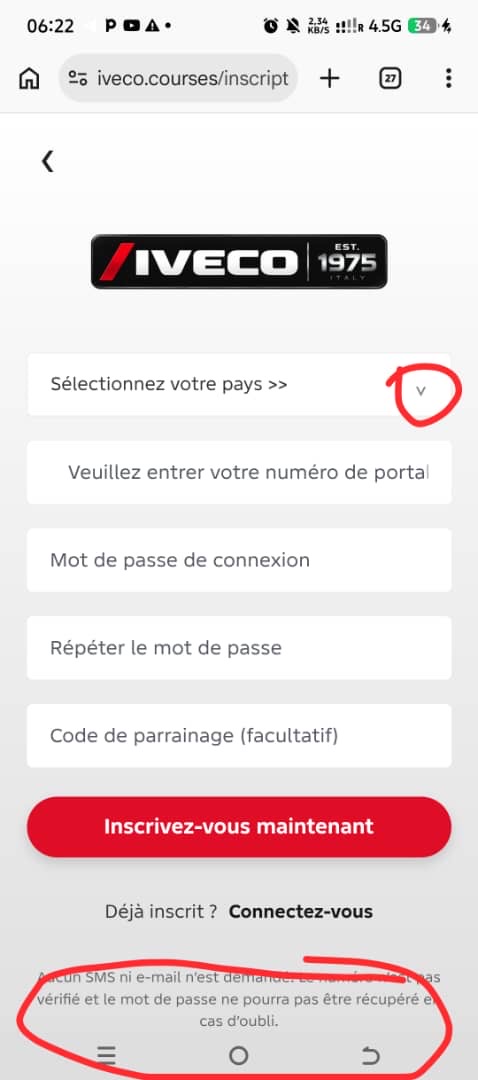 06:22
2,34
KB/S
R 4.5G 34
iveco.courses/inscript
27
IVECO
EST.
1975
ITALY
Sélectionnez votre pays >>
v
Veuillez entrer votre numéro de porta
Mot de passe de connexion
Répéter le mot de passe
Code de parrainage (facultatif)
Inscrivez-vous maintenant
Déjà inscrit ? Connectez-vous
Aucun SMS ni e-mail n'est demandé. Le numéro n'est pas
vérifié et le mot de passe ne pourra pas être récupéré en
cas d'oubli.